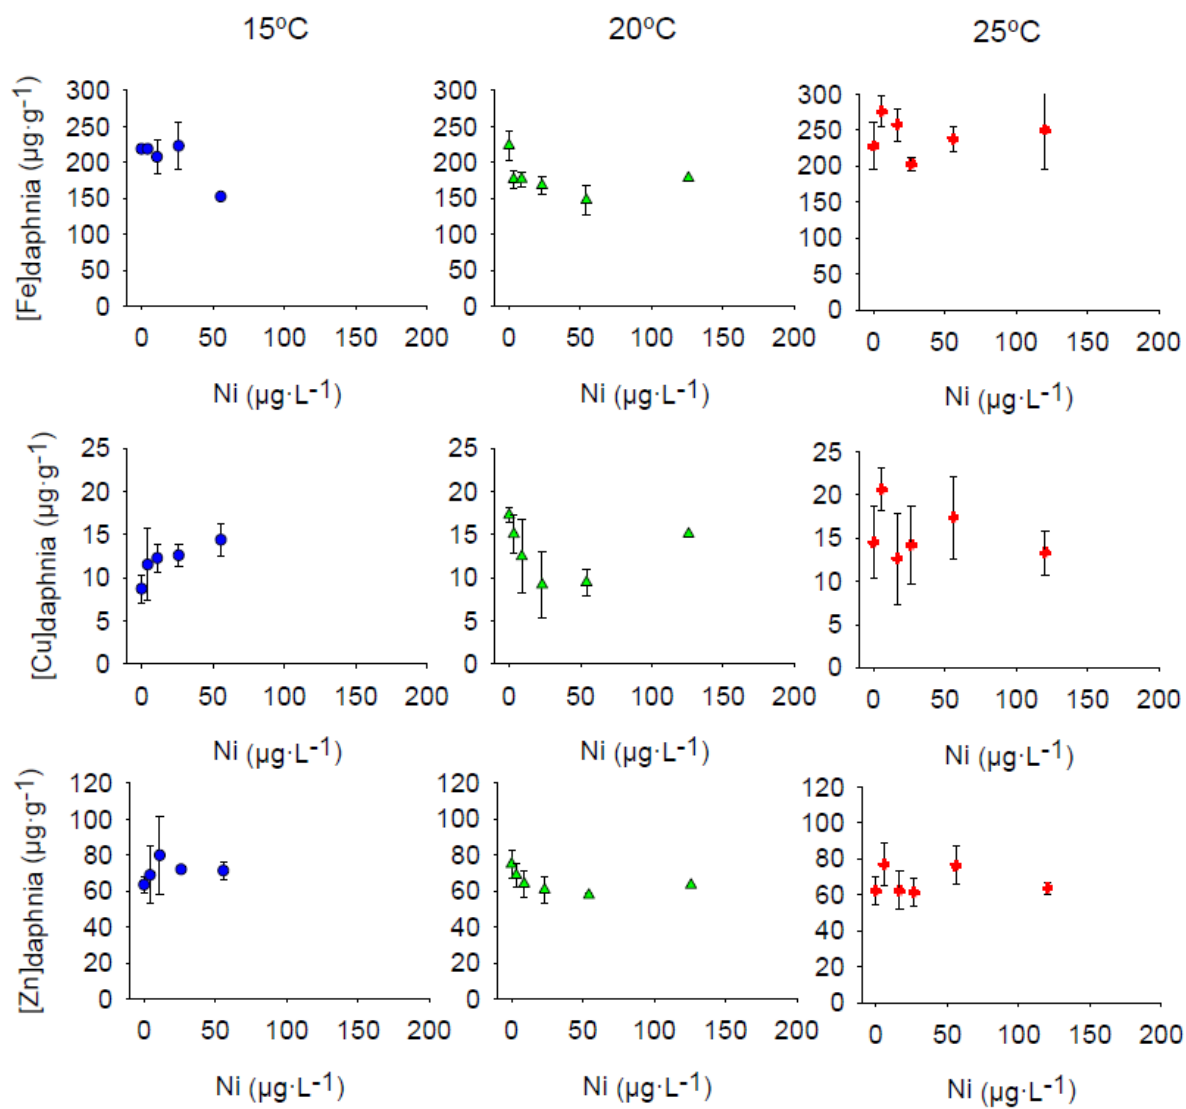 15ºC 20ºC 25ºC
[Fe]daphnia (µg·g-1)
300 250 200 150 100 50 0
0 50 100 150 200
Ni (µg·L-1)
300 250 200 150 100 50 0
0 50 100 150 200
Ni (µg·L-1)
300 250 200 150 100 50 0
0 50 100 150 200
Ni (µg·L-1)
[Cu]daphnia (µg·g-1)
25 20 15 10 5 0
0 50 100 150 200
Ni (µg·L-1)
25 20 15 10 5 0
0 50 100 150 200
Ni (µg·L-1)
25 20 15 10 5 0
0 50 100 150 200
Ni (µg·L-1)
[Zn]daphnia (µg·g-1)
120 100 80 60 40 20 0
0 50 100 150 200
Ni (µg·L-1)
120 100 80 60 40 20 0
0 50 100 150 200
Ni (µg·L-1)
120 100 80 60 40 20 0
0 50 100 150 200
Ni (µg·L-1)